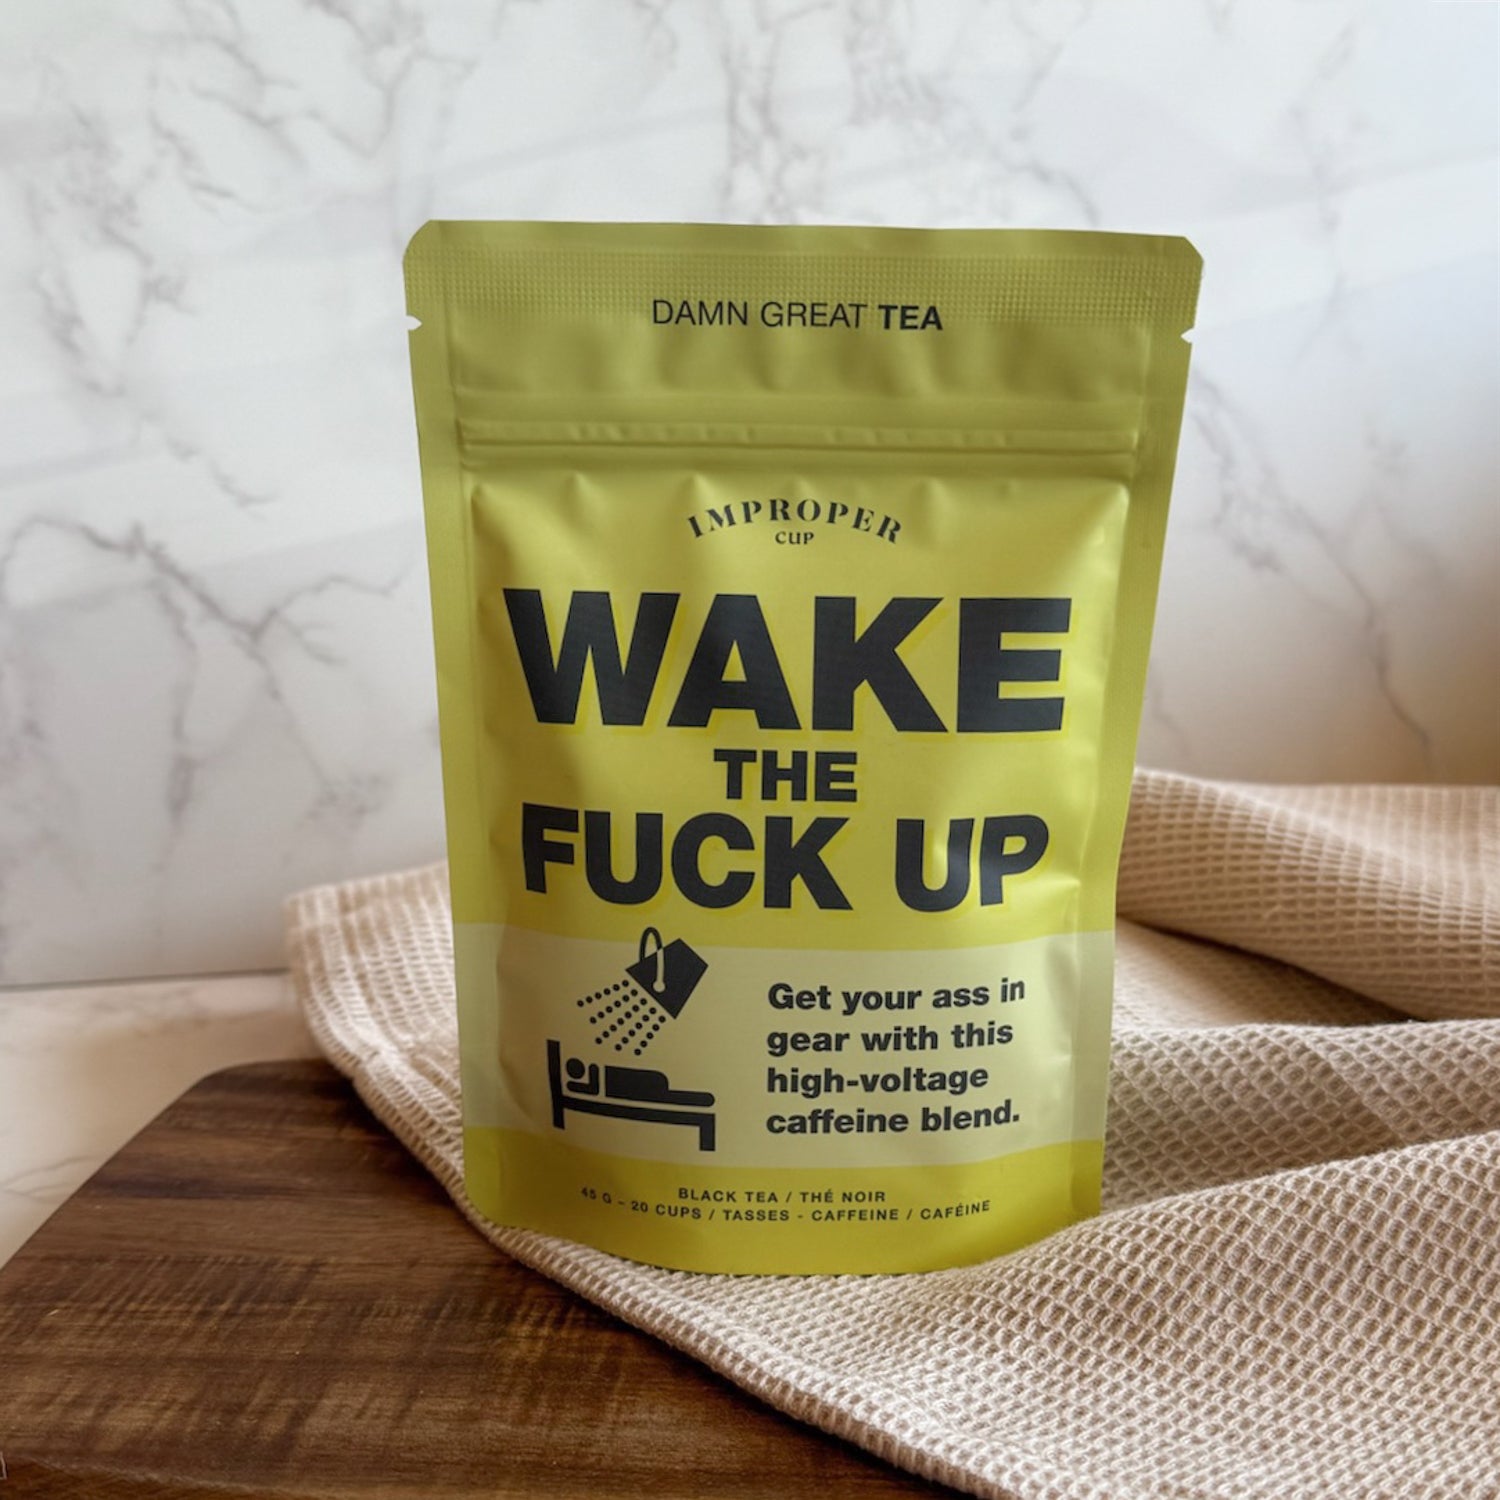 DAMN GREAT TEA
IMPROPER
CUP
WAKE
THE
FUCK UP
Get your ass in
gear with this
high-voltage
caffeine blend.
BLACK TEA / THÉ NOIR
45 G – 20 CUPS / TASSES - CAFFEINE / CAFÉINE